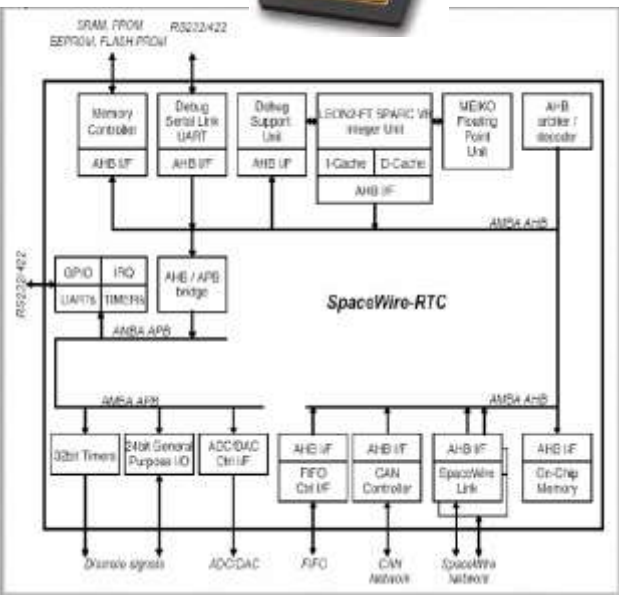 SRAM, PROM
EEPROM, FLASH PROM
RS232/422
Memory
Controller
AHB I/F
Debug
Serial Link
UART
AHB I/F
Debug
Support
Unit
AHB I/F
LEON2-FT SPARC V8
Integer Unit
I-Cache
D-Cache
AHB I/F
MEIKO
Floating
Point
Unit
AHB
arbiter /
decoder
AMBA AHB
RS232/422
GPIO
IRQ
UARTs
TIMERs
AHB / APB
bridge
SpaceWire-RTC
AMBA APB
AMBA APB
AMBA AHB
32bit Timers
24bit General
Purpose I/O
ADC/DAC
Ctrl I/F
AHB I/F
FIFO
Ctrl I/F
AHB I/F
CAN
Controller
AHB I/F
SpaceWire
Link
AHB I/F
On-Chip
Memory
Discrete signals
ADC/DAC
FIFO
CAN
Network
SpaceWire
Network